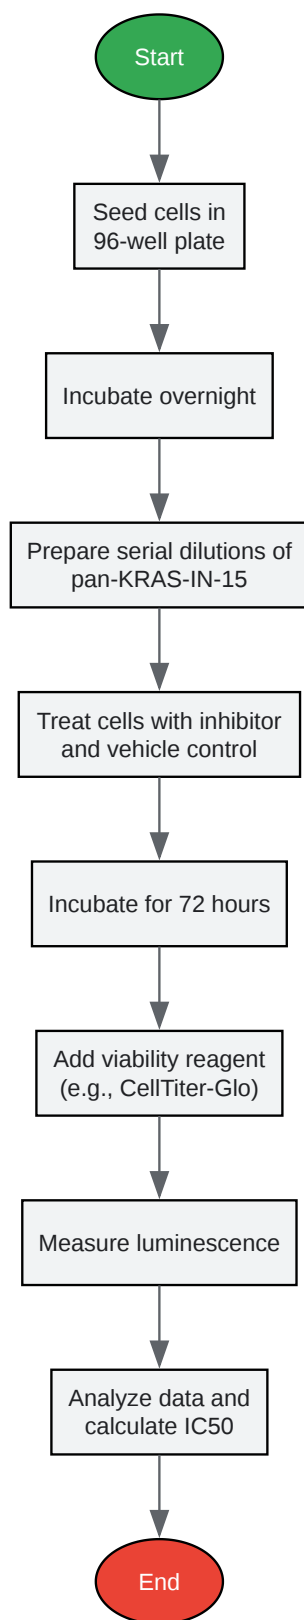 Start
Seed cells in
96-well plate
Incubate overnight
Prepare serial dilutions of
pan-KRAS-IN-15
Treat cells with inhibitor
and vehicle control
Incubate for 72 hours
Add viability reagent
(e.g., CellTiter-Glo)
Measure luminescence
Analyze data and
calculate IC50
End